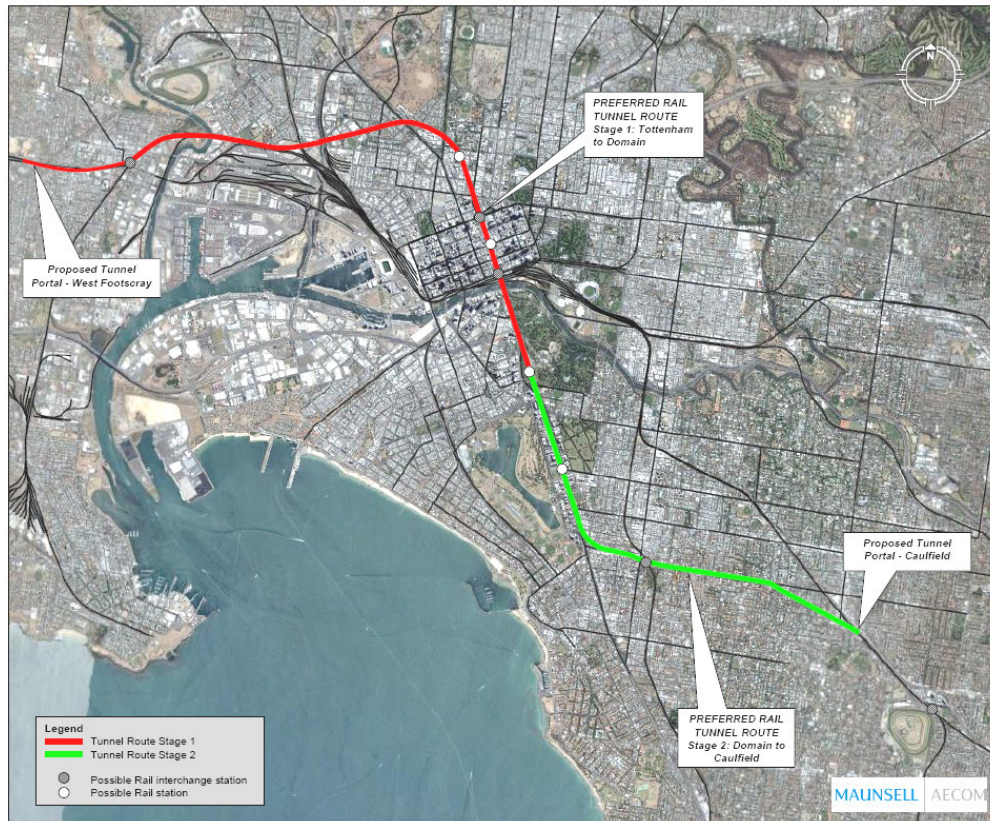 N
PREFERRED RAIL
TUNNEL ROUTE
Stage 1: Tottenham
to Domain
Proposed Tunnel
Portal - West Footscray
Proposed Tunnel
Portal - Caulfield
PREFERRED RAIL
TUNNEL ROUTE
Stage 2: Domain to
Caulfield
Legend
Tunnel Route Stage 1
Tunnel Route Stage 2
Possible Rail interchange station
Possible Rail station
MAUNSELL | AECOM